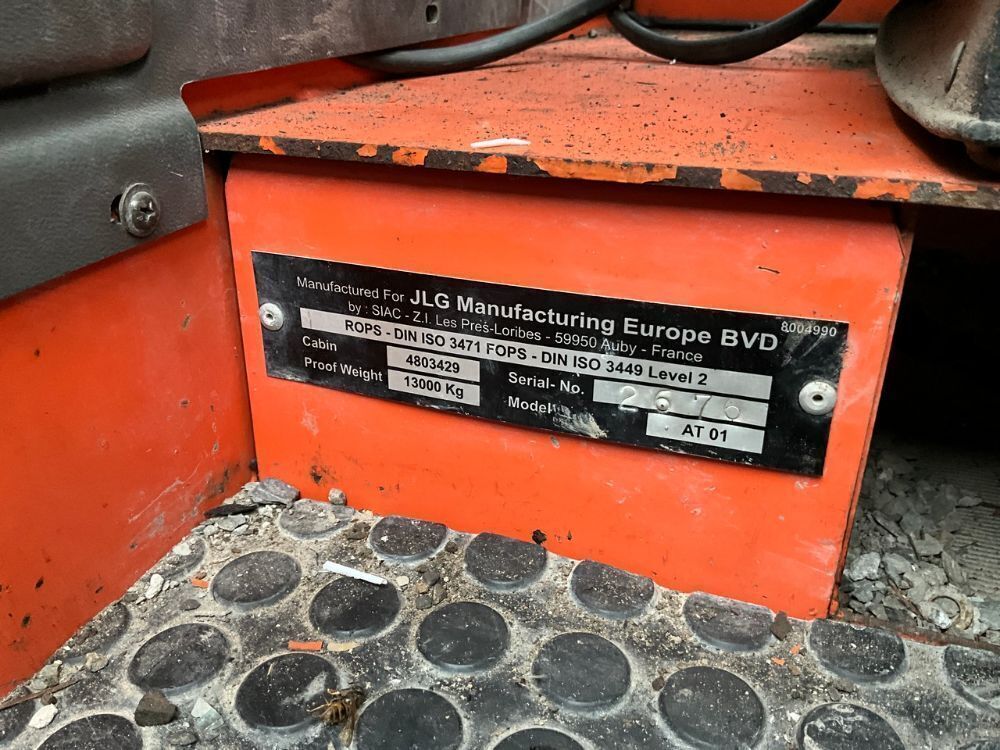 Manufactured For JLG Manufacturing Europe BVD
8004990
by : SIAC - Z.I. Les Prés-Loribes - 59950 Auby - France
ROPS - DIN ISO 3471 FOPS - DIN ISO 3449 Level 2
Cabin 4803429 Serial- No. 2676
Proof Weight 13000 Kg Model AT 01